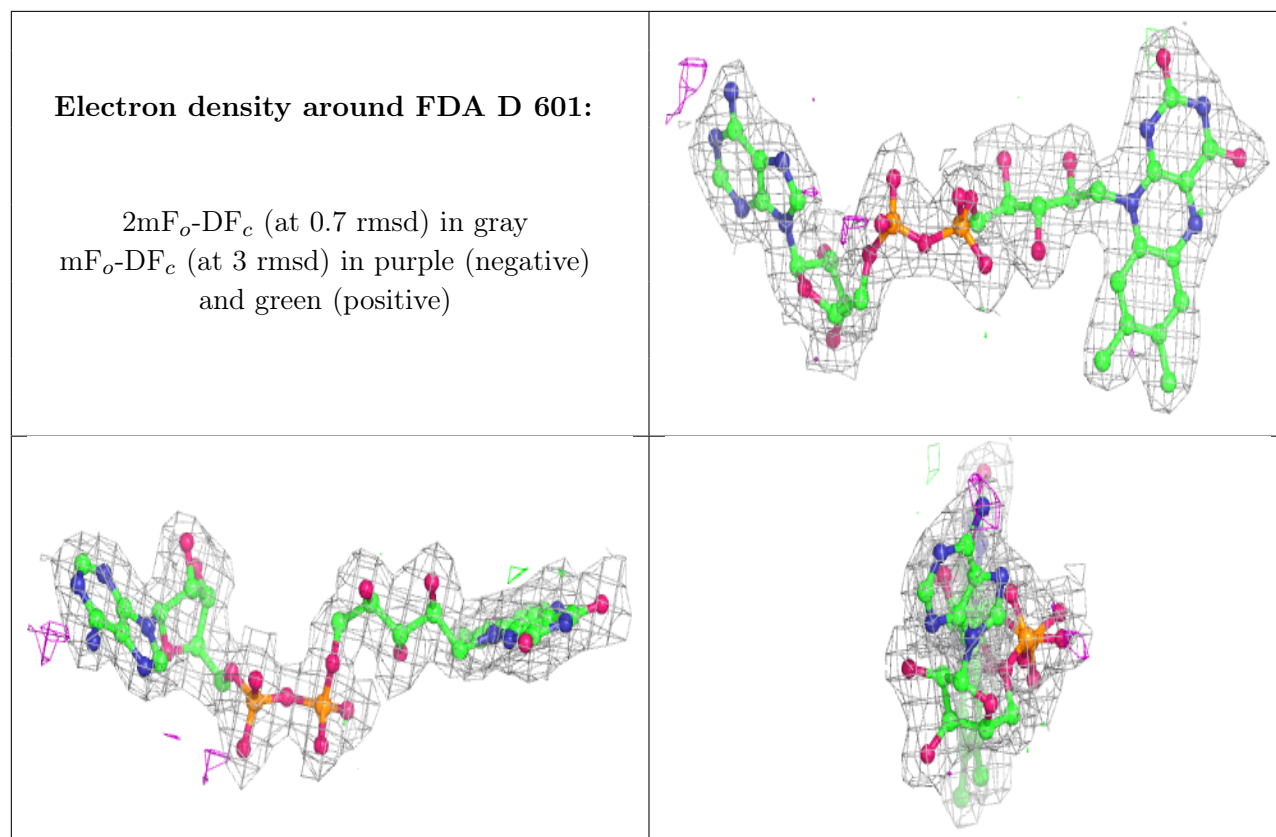 Electron density around FDA D 601:
2mFo-DFc (at 0.7 rmsd) in gray
mFo-DFc (at 3 rmsd) in purple (negative)
and green (positive)